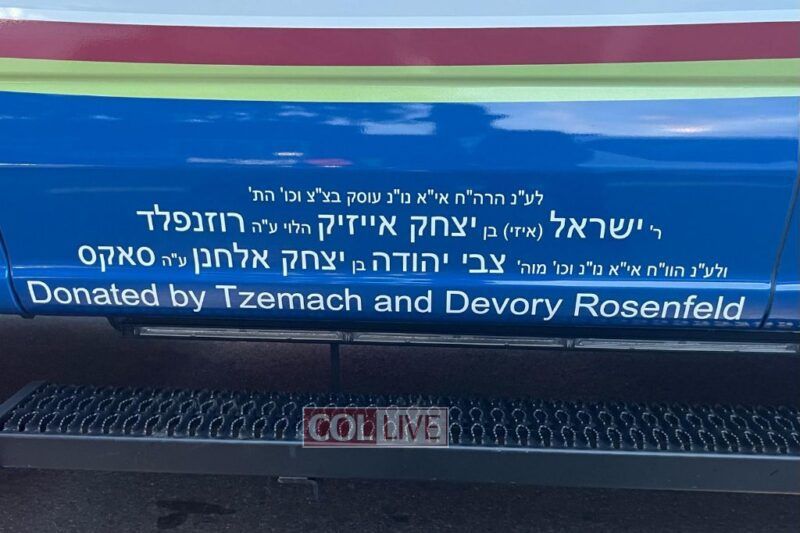 לע"נ הרה"ח אי"א נו"נ עוסק בצ"צ וכו' הת'
ר' ישראל (איזי) בן יצחק אייזיק הלוי ע"ה רוזנפלד
ולע"נ הוו"ח אי"א נו"נ וכו' מוה' צבי יהודה בן יצחק אלחנן ע"ה סאקס
Donated by Tzemach and Devory Rosenfeld
COLLIVE